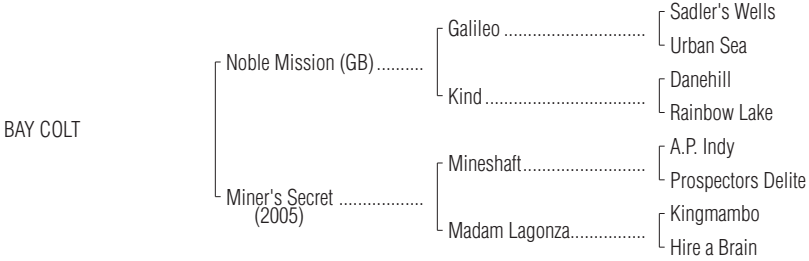 Sadler's Wells
Galileo ..............................
Urban Sea
Noble Mission (GB)..........
Danehill
Kind..................................
Rainbow Lake
BAY COLT
A.P. Indy
Mineshaft..........................
Prospectors Delite
Miner's Secret ..................
(2005)
Kingmambo
Madam Lagonza................
Hire a Brain